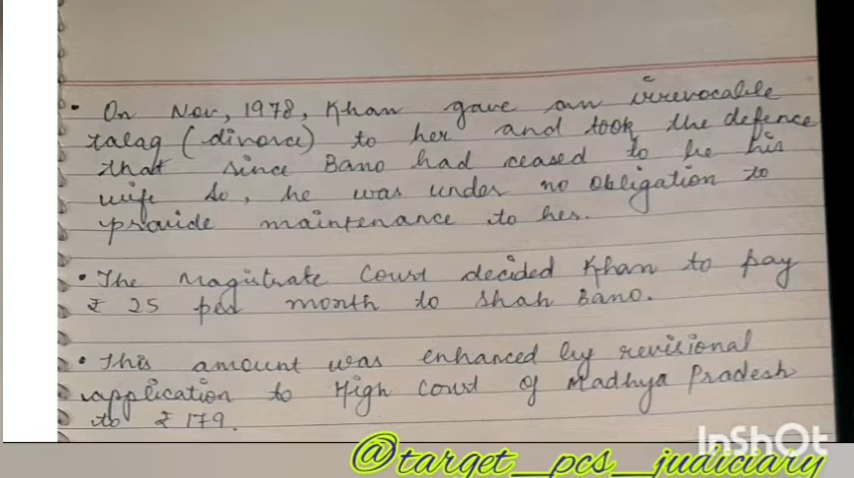 • On Nov, 1978, Khan gave an irrevocable
talaq (divorce) to her and took the defence
that since Bano had ceased to be his
wife so, he was under no obligation to
provide maintenance to her.
• The Magistrate Court decided Khan to pay
₹ 25 per month to Shah Bano.
• This amount was enhanced by revisional
application to High Court of Madhya Pradesh
to ₹ 179.
InShOt
@target_pcs_judiciary